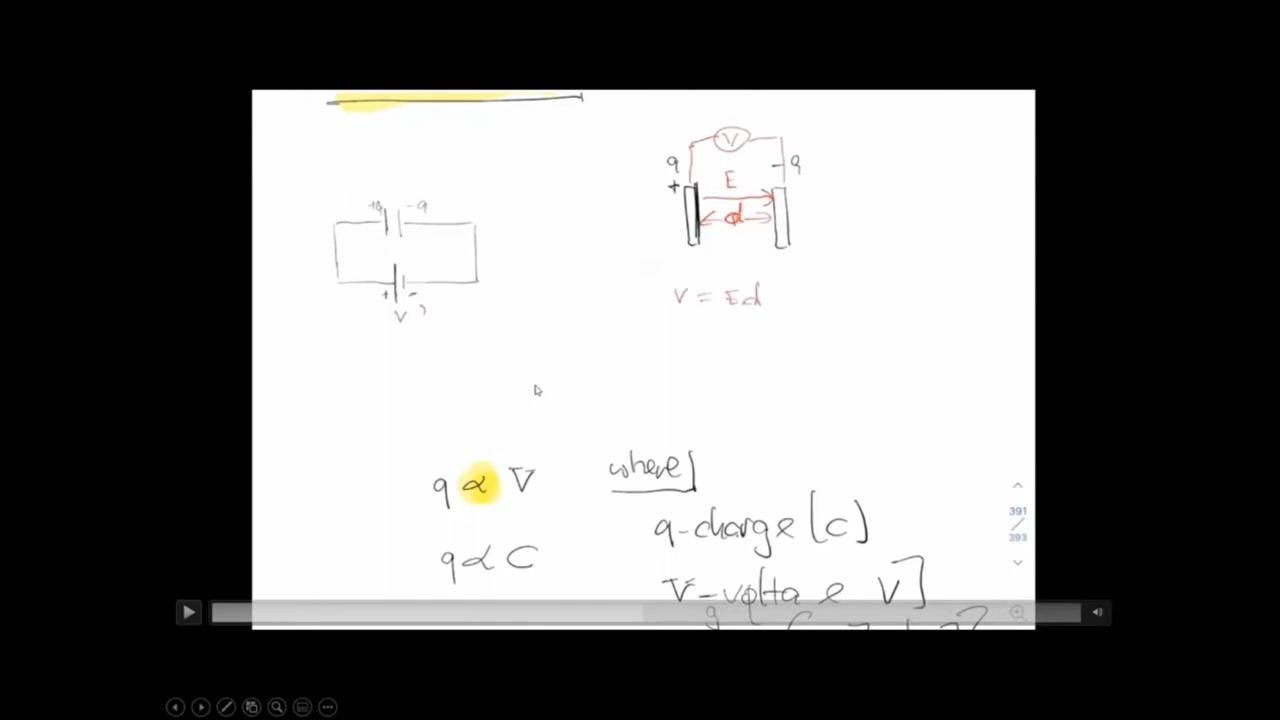 V
q
- q
+
E
d
+q -q
+ -
V
V = Ed
q ∝ V
where
q-charge [C]
q ∝ C
V-voltage V]
391
/
393